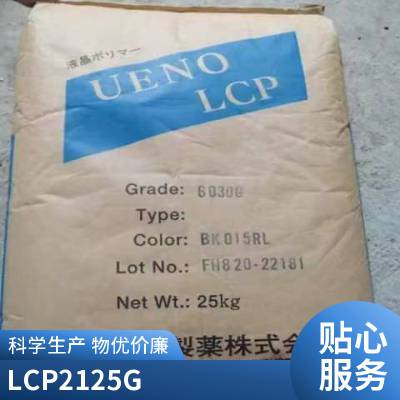 液晶ポリマー
UENO
LCP
Grade: 6030G
Type:
Color: BK015RL
Lot No.: FH820-22181
Net Wt.: 25kg
製薬株式会
科学生产 物优价廉
LCP2125G
贴心
服务